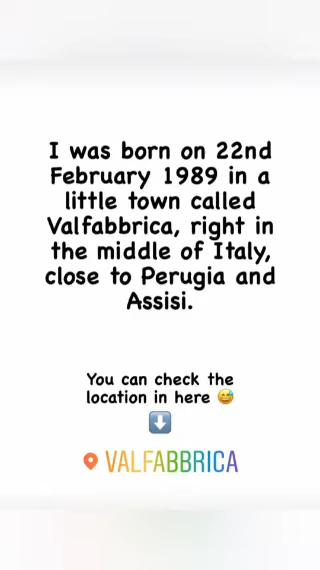 I was born on 22nd
February 1989 in a
little town called
Valfabbrica, right in
the middle of Italy,
close to Perugia and
Assisi.
You can check the
location in here 😅
⬇️
📍 VALFABBRICA